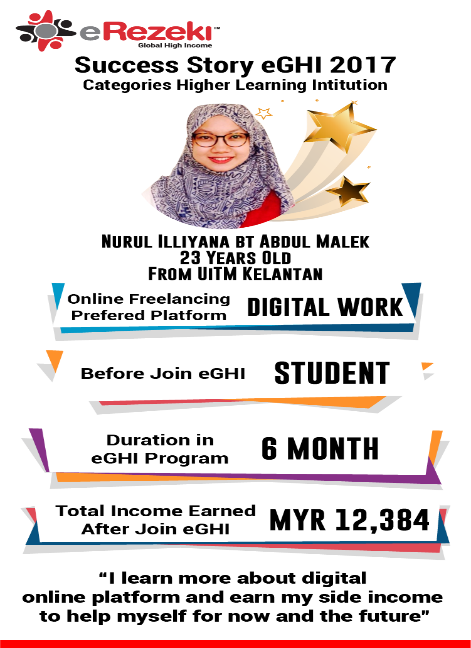 eRezeki™
Global High Income
Success Story eGHI 2017
Categories Higher Learning Intitution
Nurul Illiyana bt Abdul Malek
23 Years Old
From UiTM Kelantan
Online Freelancing
Prefered Platform
DIGITAL WORK
Before Join eGHI
STUDENT
Duration in
eGHI Program
6 MONTH
Total Income Earned
After Join eGHI
MYR 12,384
“I learn more about digital
online platform and earn my side income
to help myself for now and the future”